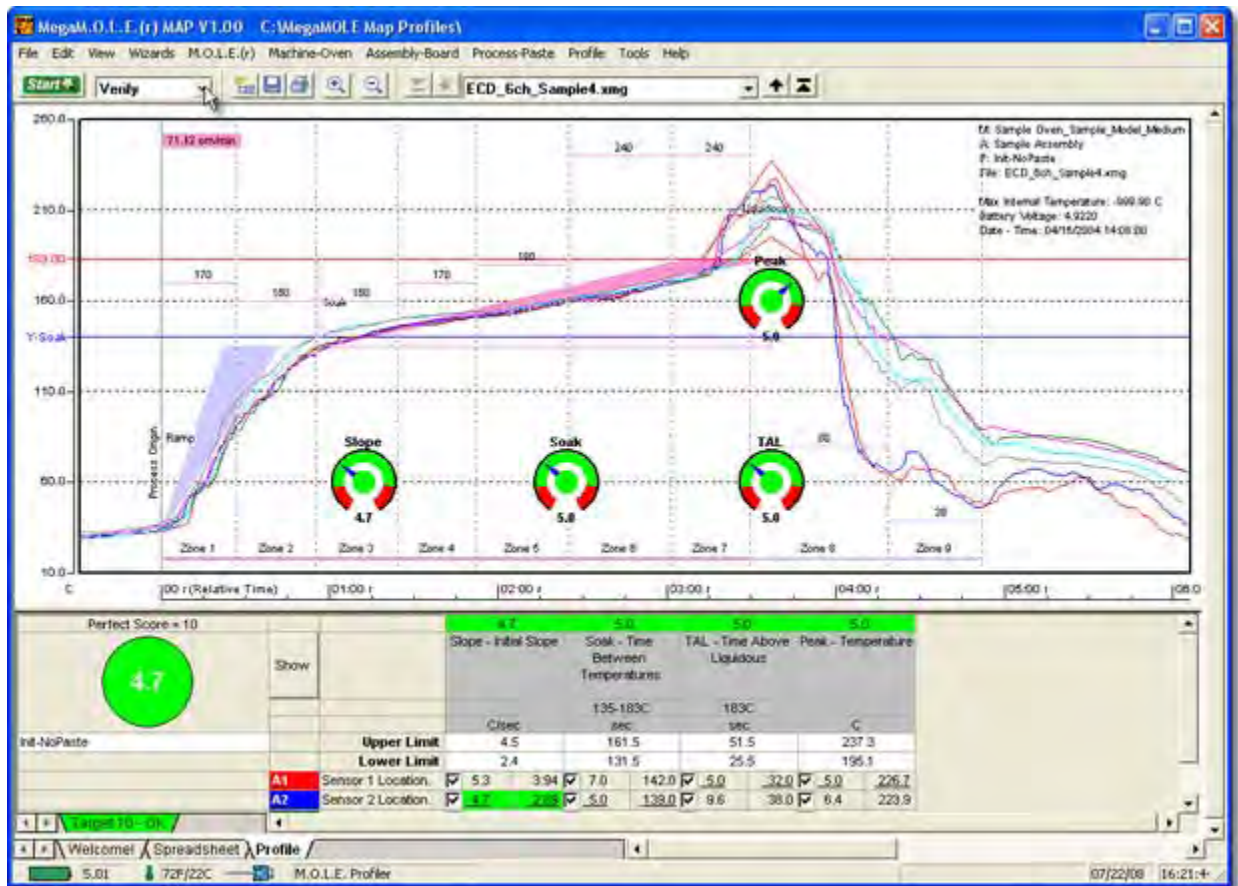 MegaM.O.L.E.(r) MAP V1.00 C:\MegaMOLE Map Profiles\
File Edit View Wizards M.O.L.E.(r) Machine-Oven Assembly-Board Process-Paste Profile Tools Help
Start Verify ECD_6ch_Sample4.xmg
260.0
71.12 cm/min
240 240
M: Sample Oven_Sample_Model_Medium
A: Sample Assembly
P: Init-NoPaste
File: ECD_6ch_Sample4.xmg
Max Internal Temperature: -999.90 C
Battery Voltage: 4.9220
Date - Time: 04/15/2004 14:08:00
210.0
183.00
170 170 180
Peak
160.0
150 Soak 160
5.0
Y-Soak
110.0
Process Origin
Ramp
Slope Soak TAL
60.0
4.7 5.0 5.0
Zone 1 Zone 2 Zone 3 Zone 4 Zone 5 Zone 6 Zone 7 Zone 8 Zone 9
10.0
C 00 r (Relative Time) 01:00 r 02:00 r 03:00 r 04:00 r 05:00 r 06:0
Perfect Score = 10
4.7 5.0 5.0 5.0
4.7
Show
Slope - Initial Slope Soak - Time Between Temperatures TAL - Time Above Liquidous Peak - Temperature
135-183C 183C
C/sec sec sec C
Init-NoPaste
Upper Limit 4.5 161.5 51.5 237.3
Lower Limit 2.4 131.5 25.5 195.1
A1 Sensor 1 Location. 5.3 3.94 7.0 142.0 5.0 32.0 5.0 226.7
A2 Sensor 2 Location. 4.7 5.0 139.0 9.6 38.0 6.4 223.9
Target10 - OK
Welcome! Spreadsheet Profile
5.01 72F/22C M.O.L.E. Profiler 07/22/08 16:21:4